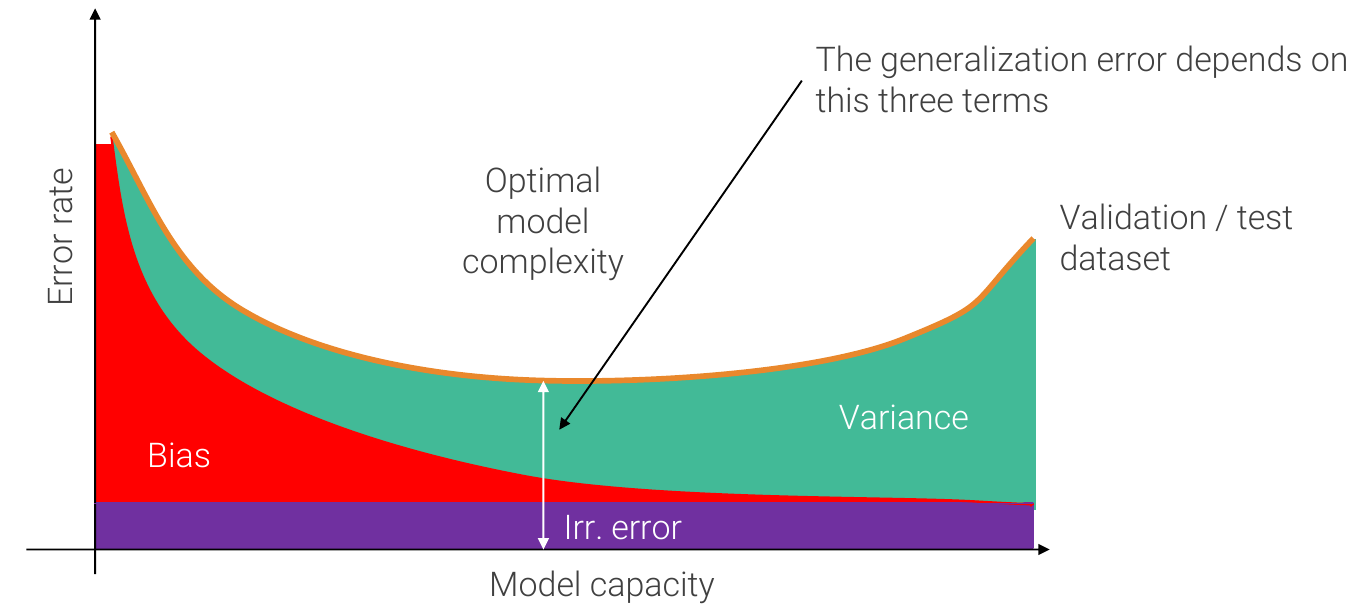 The generalization error depends on
this three terms
Optimal
model
complexity
Error rate
Validation / test
dataset
Variance
Bias
Irr. error
Model capacity